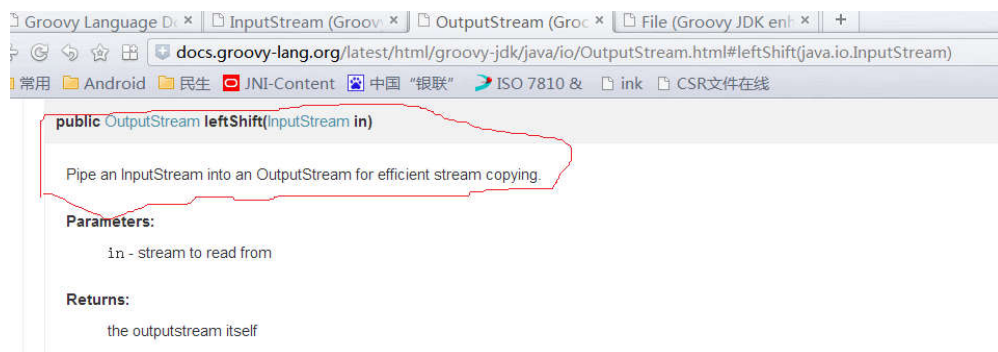 Groovy Language D InputStream (Groov × OutputStream (Groc × File (Groovy JDK enh × +
docs.groovy-lang.org/latest/html/groovy-jdk/java/io/OutputStream.html#leftShift(java.io.InputStream)
常用 Android 民生 JNI-Content 中国 “银联” ISO 7810 & ink CSR文件在线
public OutputStream leftShift(InputStream in)
Pipe an InputStream into an OutputStream for efficient stream copying.
Parameters:
in - stream to read from
Returns:
the outputstream itself